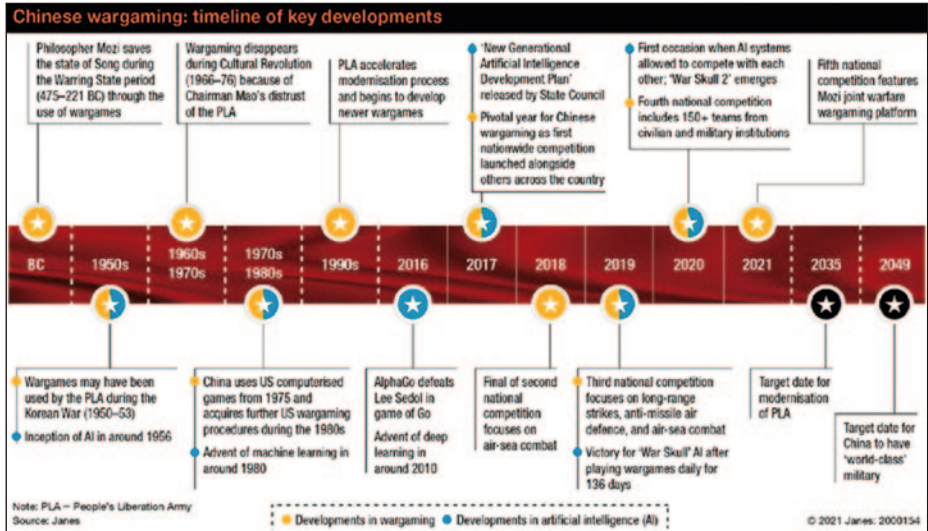 Chinese wargaming: timeline of key developments
Philosopher Mozi saves
the state of Song during
the Warring State period
(475–221 BC) through the
use of wargames
Wargaming disappears
during Cultural Revolution
(1966–76) because of
Chairman Mao's distrust
of the PLA
PLA accelerates
modernisation process
and begins to develop
newer wargames
'New Generational
Artificial Intelligence
Development Plan'
released by State Council
Pivotal year for Chinese
wargaming as first
nationwide competition
launched alongside
others across the country
First occasion when AI systems
allowed to compete with each
other; 'War Skull 2' emerges
Fourth national competition
includes 150+ teams from
civilian and military institutions
Fifth national
competition features
Mozi joint warfare
wargaming platform
BC
1950s
1960s
1970s
1970s
1980s
1990s
2016
2017
2018
2019
2020
2021
2035
2049
Wargames may have been
used by the PLA during the
Korean War (1950–53)
Inception of AI in around 1956
China uses US computerised
games from 1975 and
acquires further US wargaming
procedures during the 1980s
Advent of machine learning in
around 1980
AlphaGo defeats
Lee Sedol in
game of Go
Advent of deep
learning in
around 2010
Final of second
national
competition
focuses on
air-sea combat
Third national competition
focuses on long-range
strikes, anti-missile air
defence, and air-sea combat
Victory for 'War Skull' AI after
playing wargames daily for
136 days
Target date for
modernisation
of PLA
Target date for
China to have
'world-class'
military
Note: PLA – People's Liberation Army
Source: Janes
Developments in wargaming
Developments in artificial intelligence (AI)
© 2021 Janes: 2000154